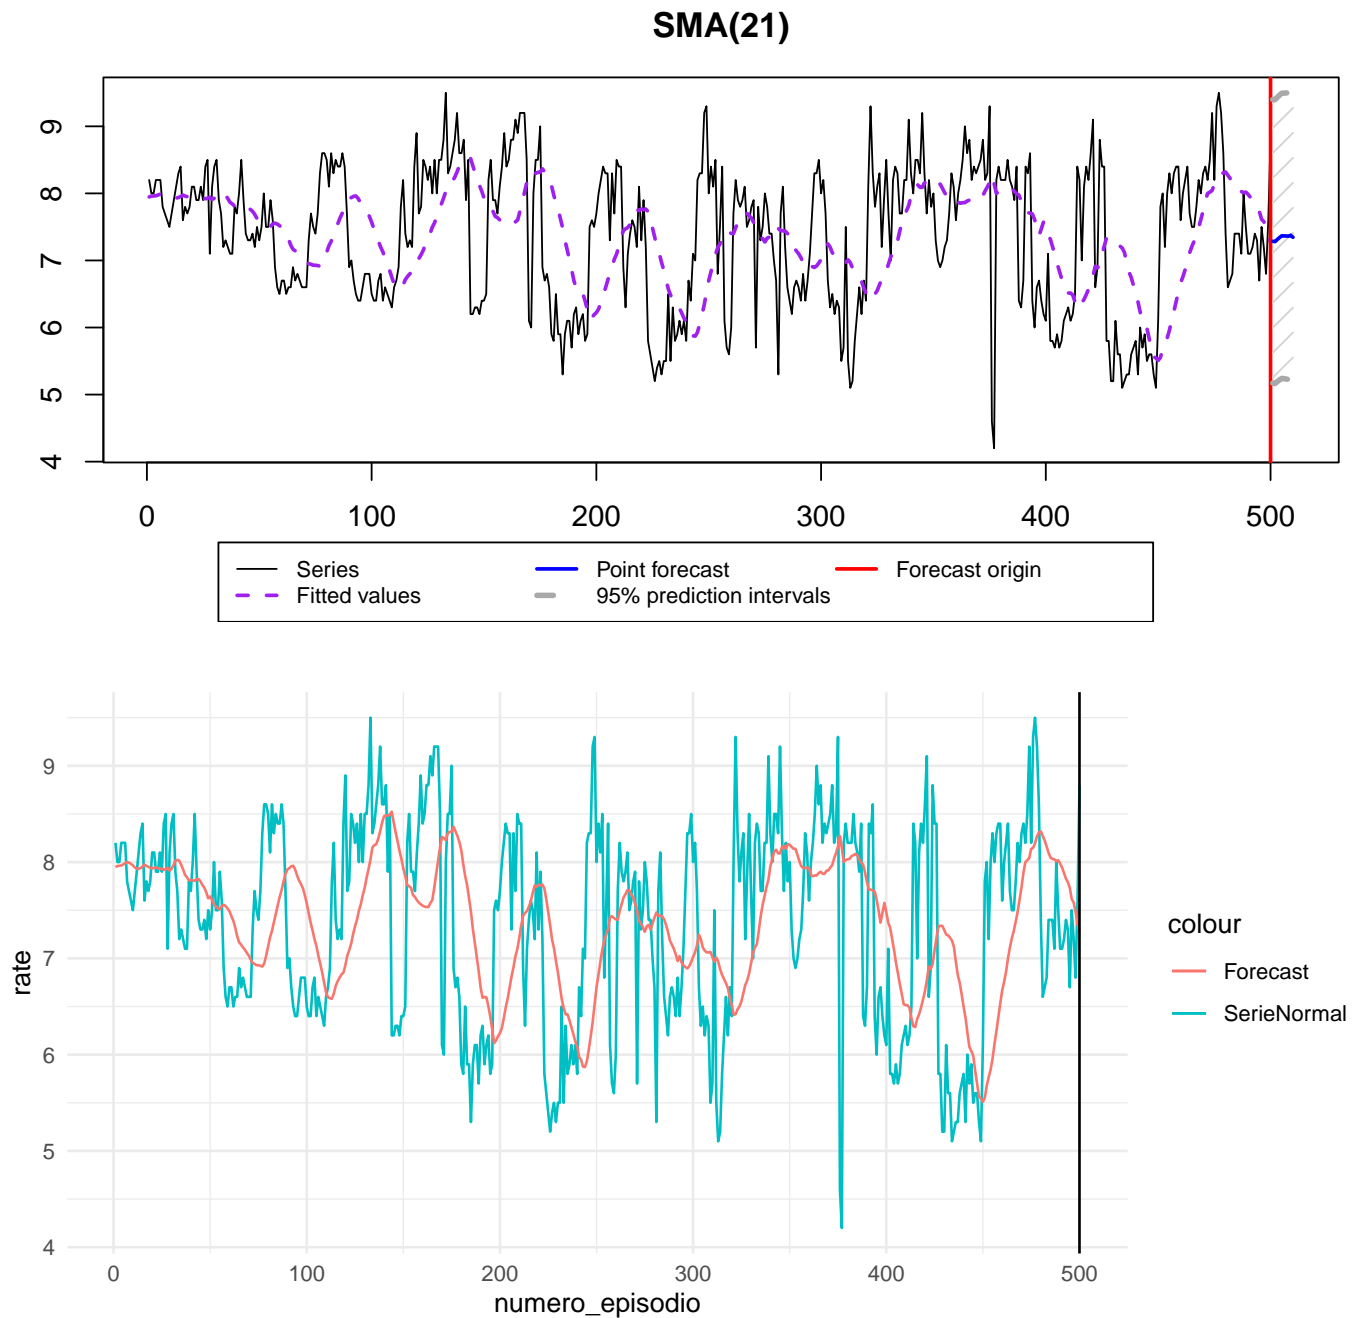 SMA(21)
9
8
7
6
5
4
0 100 200 300 400 500
Series Point forecast Forecast origin
Fitted values 95% prediction intervals
9
8
7
6
5
4
rate
0 100 200 300 400 500
numero_episodio
colour
Forecast
SerieNormal